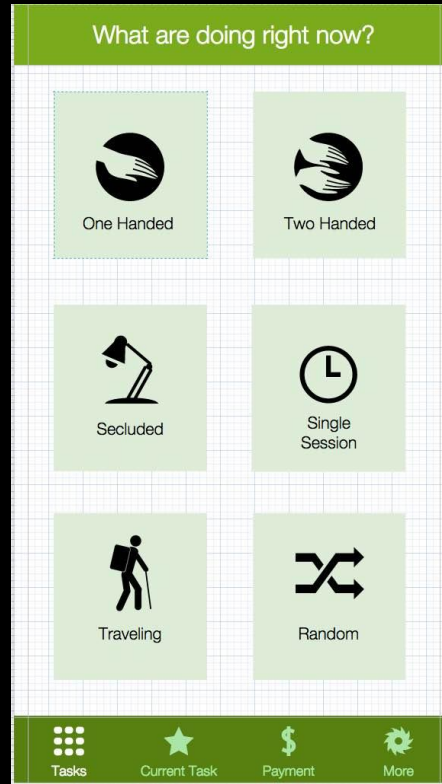 What are doing right now?
One Handed
Two Handed
Secluded
Single
Session
Traveling
Random
Tasks
Current Task
Payment
More